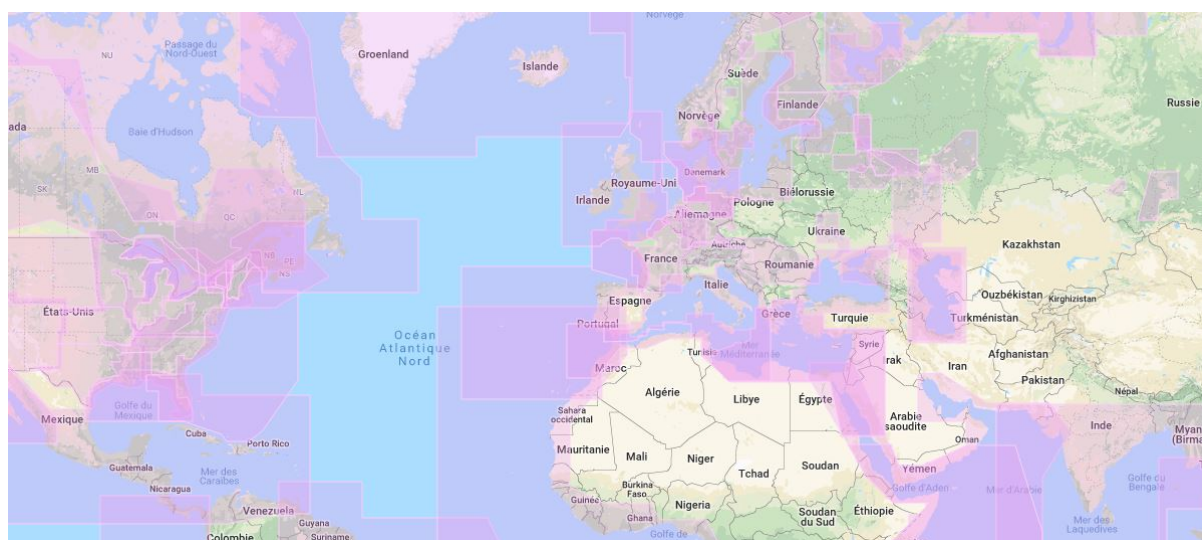 Norvège
Groenland
Passage du
Nord-Ouest
NU
Islande
Suède
Russie
Finlande
Norvège
Baie d'Hudson
ada
MB
SK
ON
QC
NL
NB
PE
NS
Danemark
Royaume-Uni
Irlande
Biélorussie
Pologne
Allemagne
Ukraine
Kazakhstan
France
Autriche
Roumanie
Italie
Espagne
Ouzbékistan
Kirghizistan
États-Unis
Portugal
Grèce
Turquie
Turkménistan
Océan
Atlantique
Nord
Mer
Méditerranée
Tunisie
Syrie
Irak
Iran
Afghanistan
Maroc
Pakistan
Algérie
Libye
Égypte
Népal
Golfe du
Mexique
Mexique
Sahara
occidental
Arabie
saoudite
Inde
Myan
(Birma
Cuba
Porto Rico
Oman
Mauritanie
Mali
Niger
Tchad
Soudan
Yémen
Guatemala
Mer des
Caraïbes
Golfe d'Aden
Mer d'Arabie
Golfe du
Bengale
Nicaragua
Burkina
Faso
Guinée
Nigeria
Ghana
Soudan
du Sud
Éthiopie
Venezuela
Guyana
Suriname
Colombie
Golfe de
Mer des
Laquedives